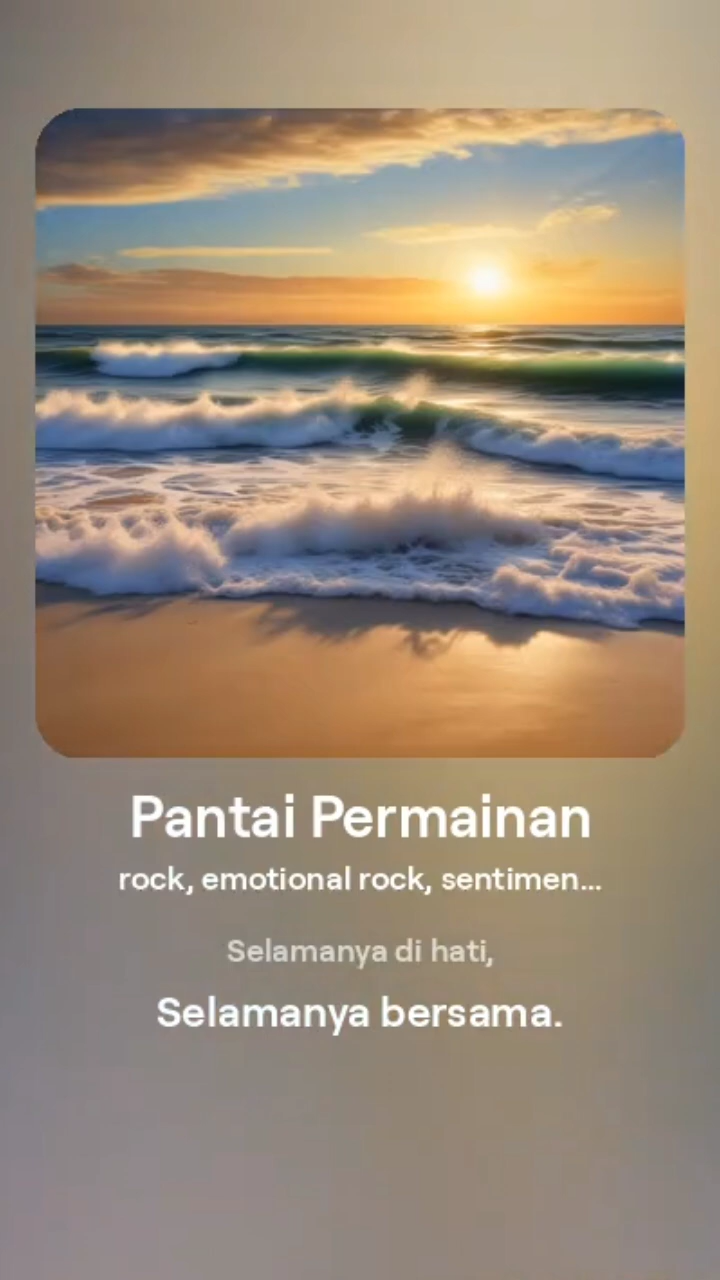 Pantai Permainan
rock, emotional rock, sentimen...
Selamanya di hati,
Selamanya bersama.